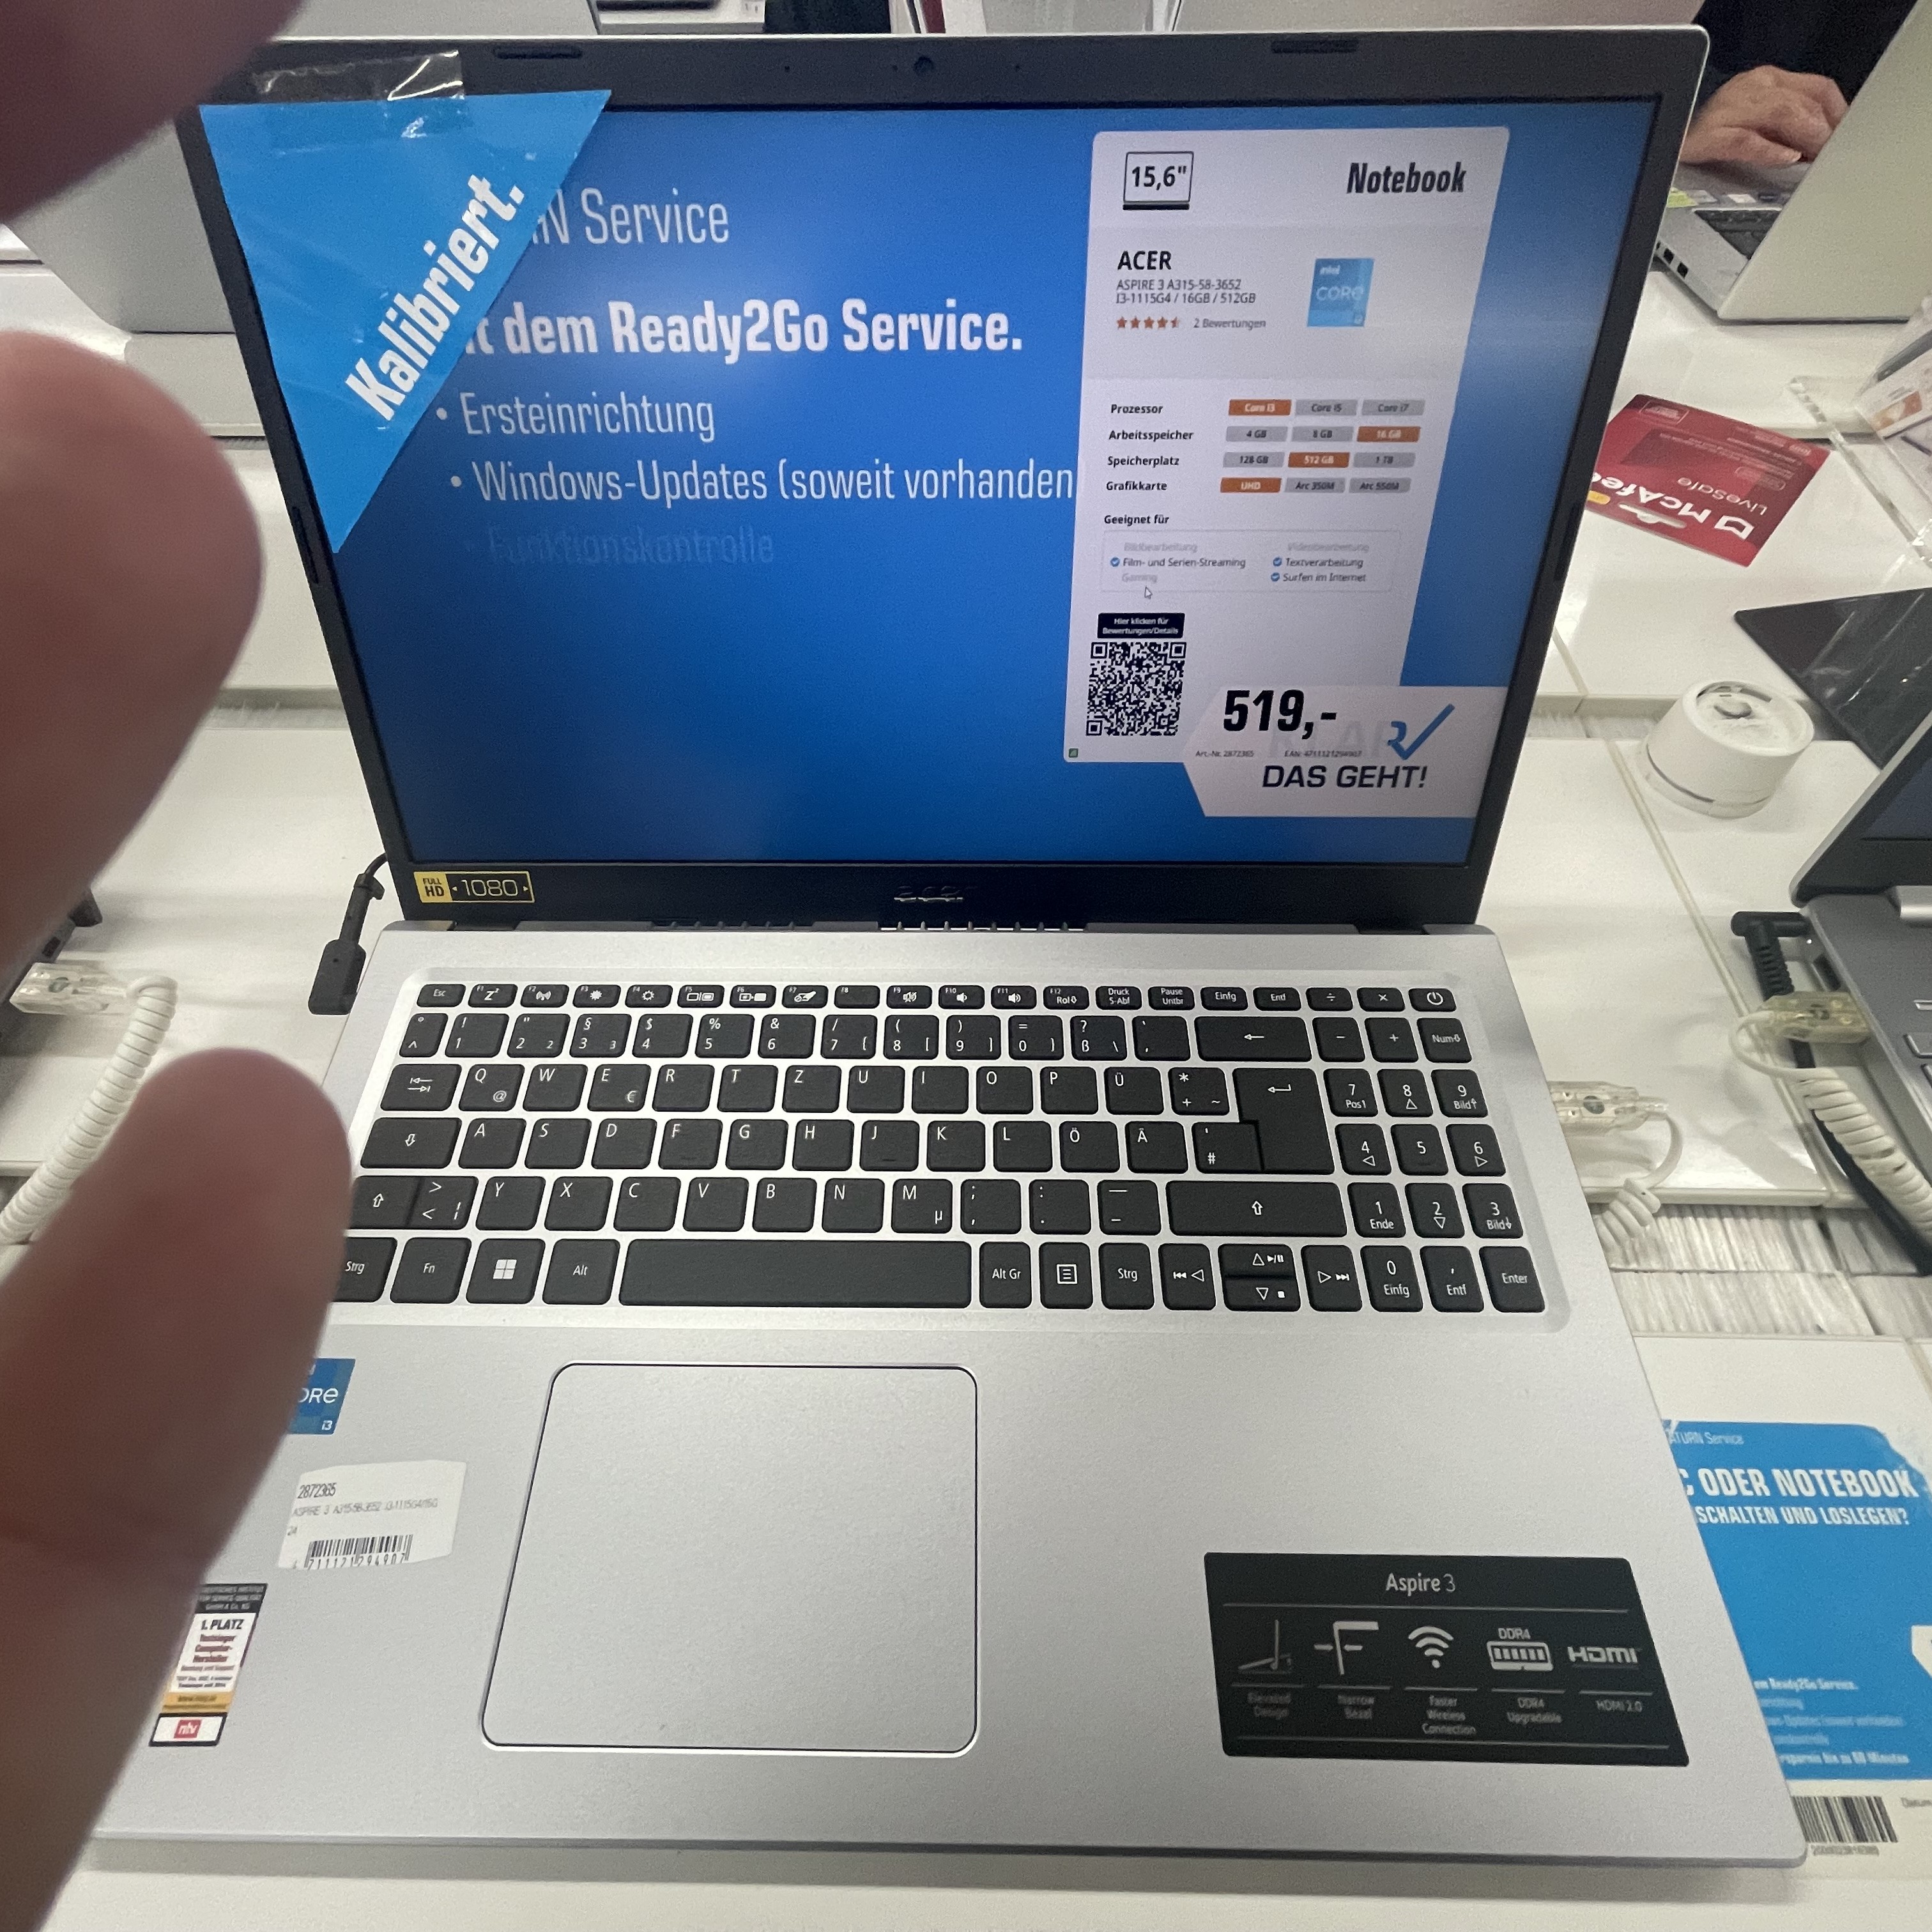 Kalibriert.
Service
dem Ready2Go Service.
• Ersteinrichtung
• Windows-Updates (soweit vorhanden
Funktionskontrolle
15,6"
Notebook
ACER
ASPIRE 3 A315-58-3652
I3-1115G4 / 16GB / 512GB
2 Bewertungen
intel
CORE
i3
Prozessor Core i3 Core i5 Core i7
Arbeitsspeicher 4 GB 8 GB 16 GB
Speicherplatz 128 GB 512 GB 1 TB
Grafikkarte UHD Arc 350M Arc 550M
Geeignet für
Bildbearbeitung Videobearbeitung
Film- und Serien-Streaming Textverarbeitung
Gaming Surfen im Internet
Hier klicken für
Bewertungen/Details
519,-
Art.-Nr. 2872365 EAN: 4711121294907
DAS GEHT!
FULL HD 1080
acer
McAfee
LiveSafe
Esc F1 F2 F3 F4 F5 F6 F7 F8 F9 F10 F11 F12 Rol Druck S-Abf Pause Untbr Einfg Entf ÷ ×
° ^ ! 1 " 2 ² § 3 ³ $ 4 % 5 & 6 / 7 { ( 8 [ ) 9 ] = 0 } ? ß \ ` ´ ← - + Num
Q @ W E € R T Z U I O P Ü * + ~ 7 Pos1 8 9 Bild
A S D F G H J K L Ö Ä ' # 4 5 6
> < | Y X C V B N M µ ; , : . _ - 1 Ende 2 3 Bild
Strg Fn Alt Alt Gr Strg 0 Einfg , Entf Enter
CORE
i3
2872365
ASPIRE 3 A315-58-3652 I3-1115G4/16G
4711121294907
1. PLATZ
ntv
Aspire 3
DDR4
HDMI
Elevated Design
Narrow Bezel
Faster Wireless Connection
DDR4 Upgradeable
HDMI 2.0
SATURN Service
ODER NOTEBOOK
SCHALTEN UND LOSLEGEN?
Ready2Go Service.